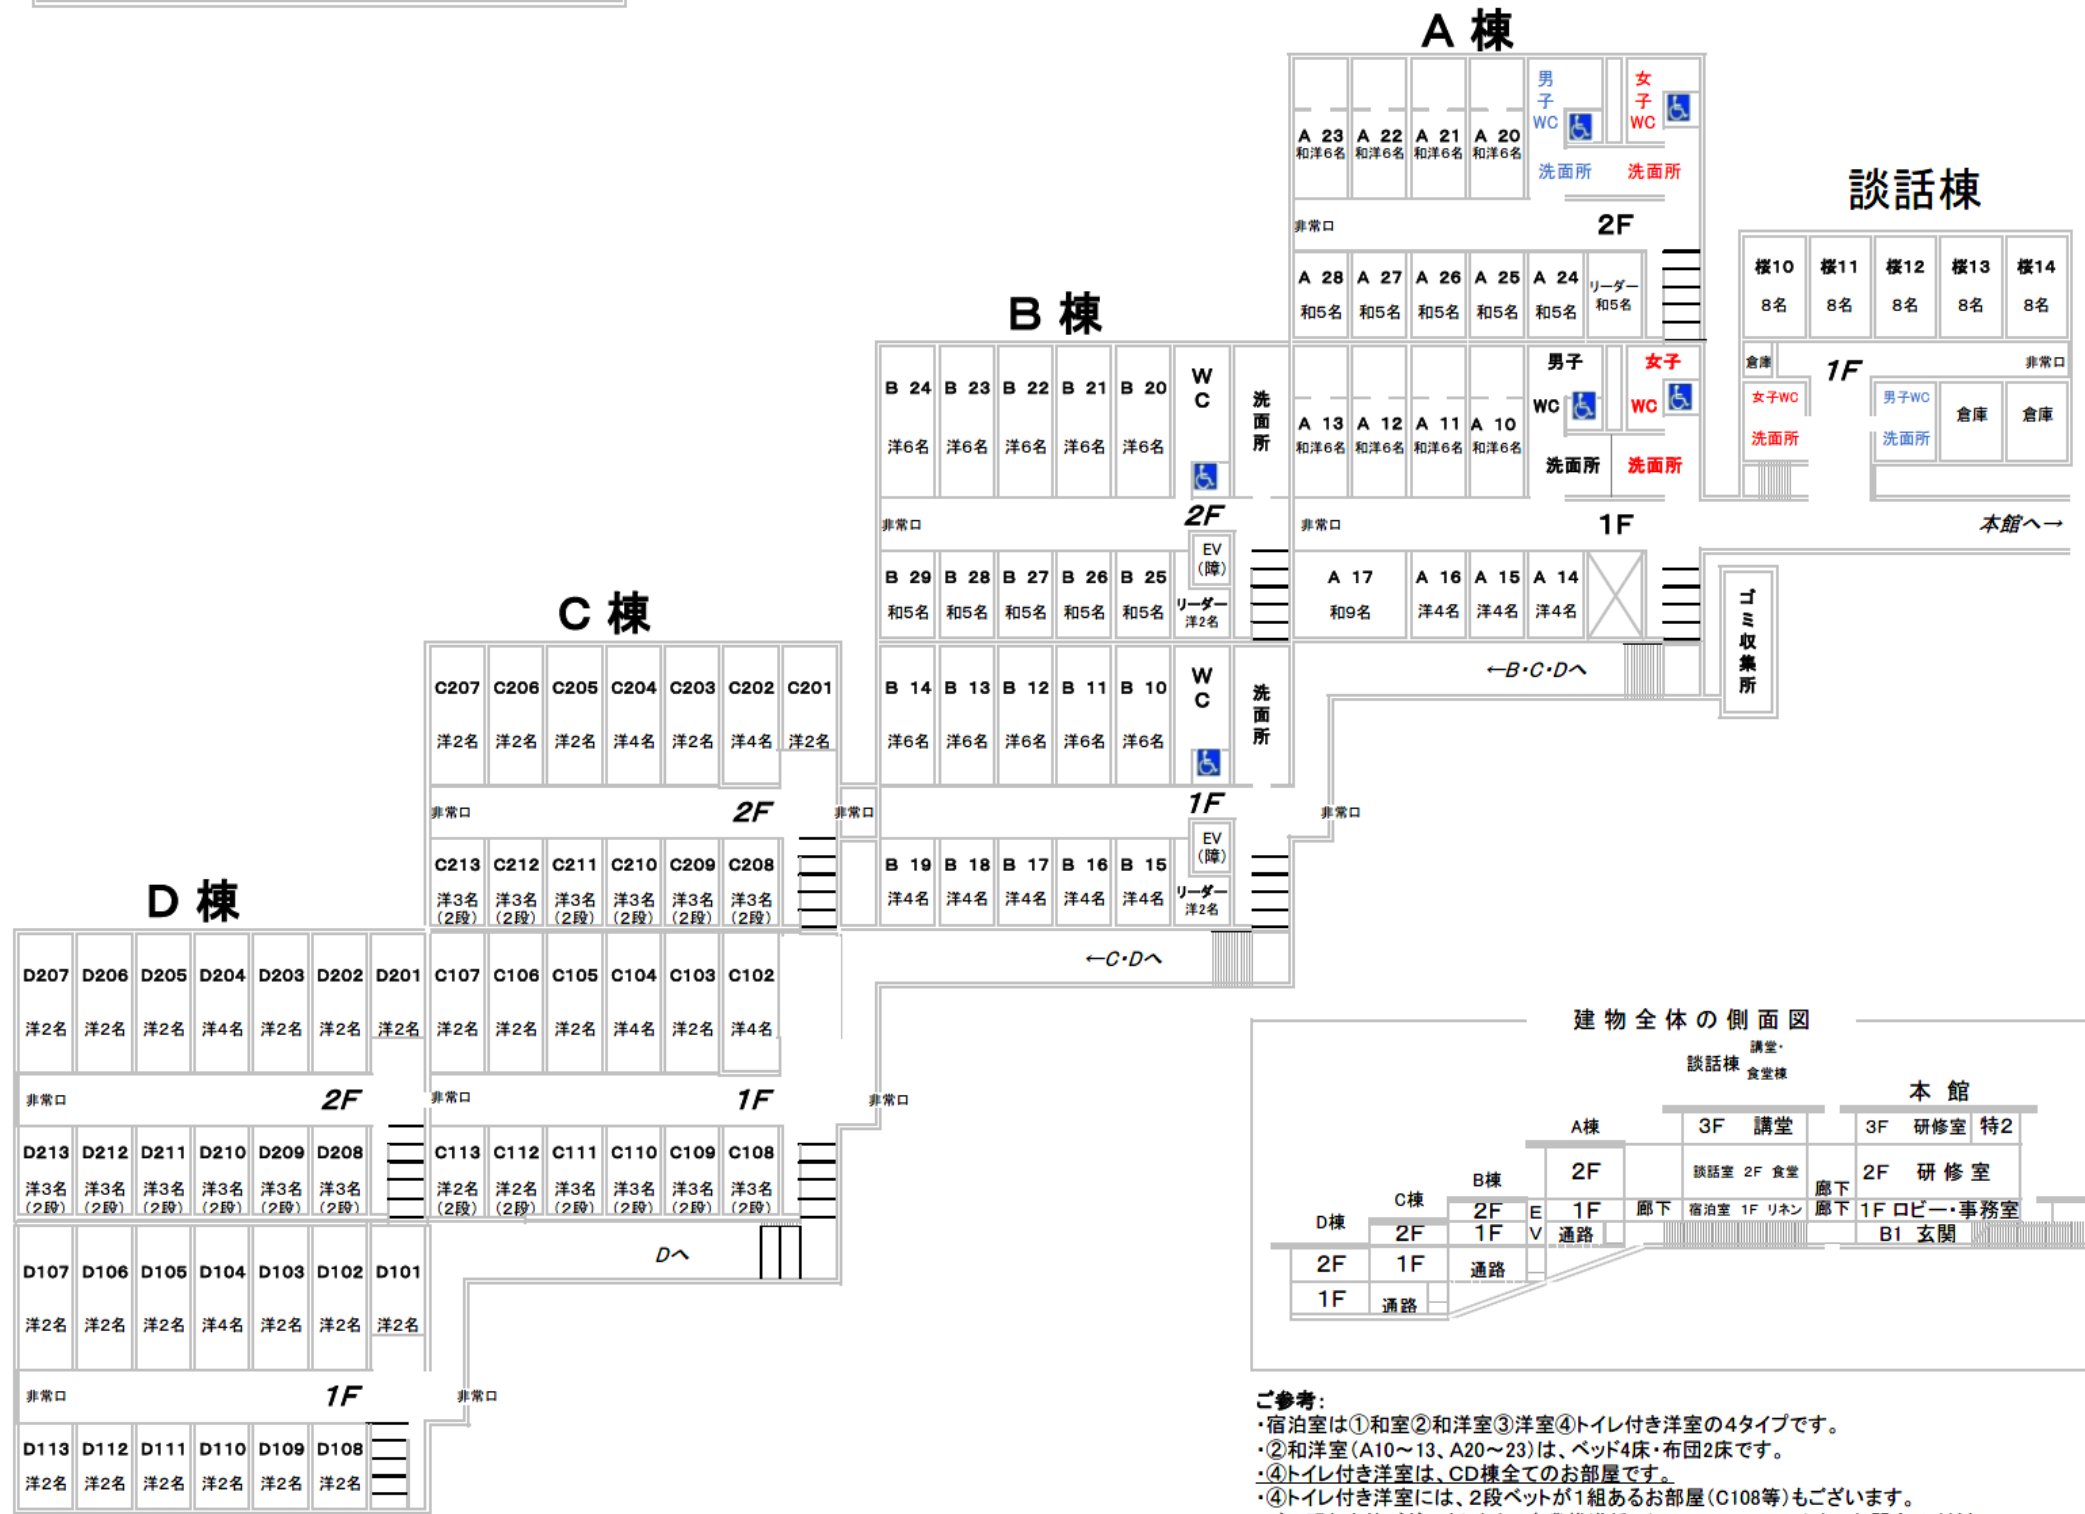 A 棟
男子WC
女子WC
A 23 A 22 A 21 A 20
和洋6名 和洋6名 和洋6名 和洋6名
洗面所 洗面所
非常口 2F
A 28 A 27 A 26 A 25 A 24 リーダー
和5名 和5名 和5名 和5名 和5名 和5名
男子 女子
WC WC
A 13 A 12 A 11 A 10
和洋6名 和洋6名 和洋6名 和洋6名
洗面所 洗面所
非常口 1F
A 17 A 16 A 15 A 14
和9名 洋4名 洋4名 洋4名
←B・C・Dへ
ゴミ収集所
談話棟
桜10 桜11 桜12 桜13 桜14
8名 8名 8名 8名 8名
倉庫 1F 非常口
女子WC 男子WC 倉庫 倉庫
洗面所 洗面所
本館へ→
B 棟
B 24 B 23 B 22 B 21 B 20 WC 洗面所
洋6名 洋6名 洋6名 洋6名 洋6名
非常口 2F
EV
(障)
B 29 B 28 B 27 B 26 B 25 リーダー
和5名 和5名 和5名 和5名 和5名 洋2名
B 14 B 13 B 12 B 11 B 10 WC 洗面所
洋6名 洋6名 洋6名 洋6名 洋6名
非常口 1F 非常口
EV
(障)
B 19 B 18 B 17 B 16 B 15 リーダー
洋4名 洋4名 洋4名 洋4名 洋4名 洋2名
←C・Dへ
C 棟
C207 C206 C205 C204 C203 C202 C201
洋2名 洋2名 洋2名 洋4名 洋2名 洋4名 洋2名
非常口 2F
C213 C212 C211 C210 C209 C208
洋3名 洋3名 洋3名 洋3名 洋3名 洋3名
(2段) (2段) (2段) (2段) (2段) (2段)
C107 C106 C105 C104 C103 C102
洋2名 洋2名 洋2名 洋4名 洋2名 洋4名
非常口 1F 非常口
C113 C112 C111 C110 C109 C108
洋2名 洋2名 洋3名 洋3名 洋3名 洋3名
(2段) (2段) (2段) (2段) (2段) (2段)
Dへ
D 棟
D207 D206 D205 D204 D203 D202 D201
洋2名 洋2名 洋2名 洋4名 洋2名 洋2名 洋2名
非常口 2F
D213 D212 D211 D210 D209 D208
洋3名 洋3名 洋3名 洋3名 洋3名 洋3名
(2段) (2段) (2段) (2段) (2段) (2段)
D107 D106 D105 D104 D103 D102 D101
洋2名 洋2名 洋2名 洋4名 洋2名 洋2名 洋2名
非常口 1F 非常口
D113 D112 D111 D110 D109 D108
洋2名 洋2名 洋2名 洋2名 洋2名 洋2名
建物全体の側面図
談話棟 講堂・
食堂棟
本 館
A棟 3F 講堂 3F 研修室 特2
B棟 2F 談話室 2F 食堂 2F 研 修 室
C棟 2F EV 1F 廊下 宿泊室 1F リネン 廊下 廊下 1F ロビー・事務室
D棟 2F 1F 通路 B1 玄関
2F 1F 通路
1F 通路
ご参考:
・宿泊室は①和室②和洋室③洋室④トイレ付き洋室の4タイプです。
・②和洋室(A10～13、A20～23)は、ベッド4床・布団2床です。
・④トイレ付き洋室は、CD棟全てのお部屋です。
・④トイレ付き洋室には、2段ベットが1組あるお部屋(C108等)もございます。